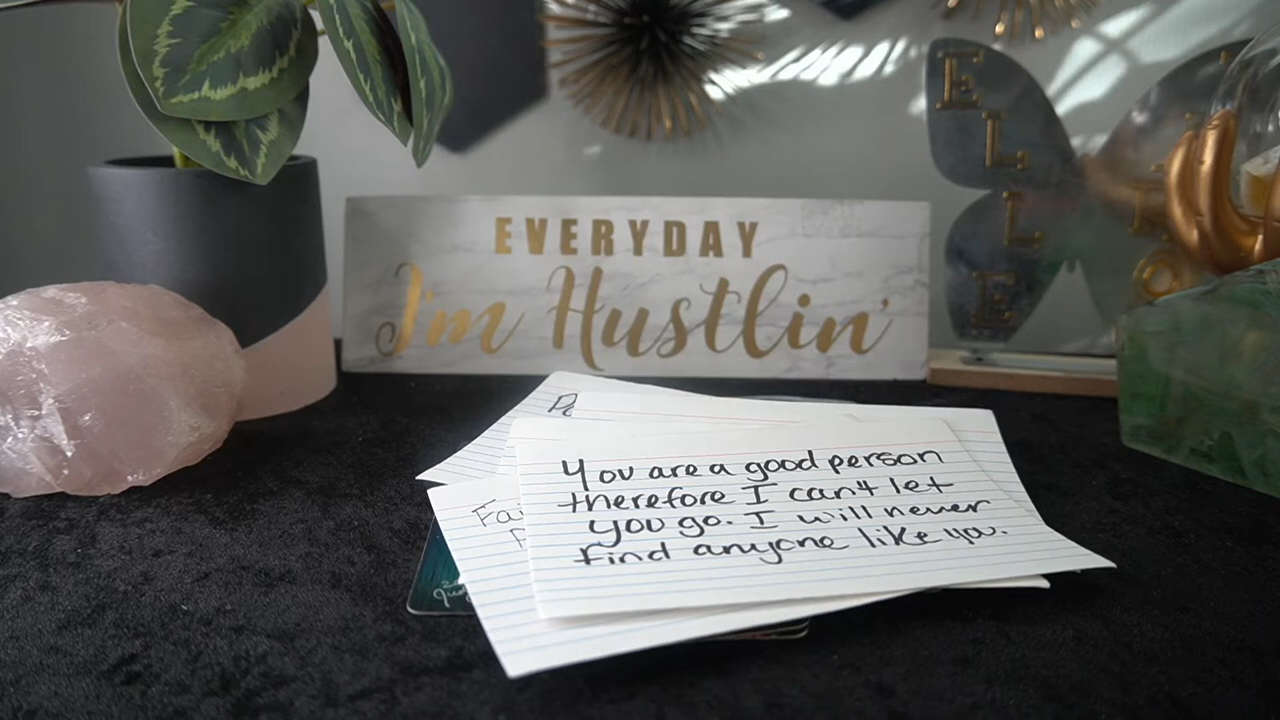 EVERYDAY
I'm Hustlin'
E
L
L
E
You are a good person
therefore I can't let
you go. I will never
find anyone like you.